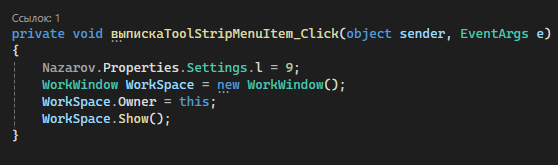 Ссылок: 1
private void выпискаToolStripMenuItem_Click(object sender, EventArgs e)
{
Nazarov.Properties.Settings.l = 9;
WorkWindow WorkSpace = new WorkWindow();
WorkSpace.Owner = this;
WorkSpace.Show();
}